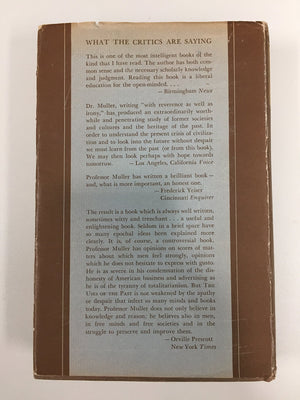 WHAT THE CRITICS ARE SAYING
This is one of the most intelligent books of the
kind that I have read. The author has both com-
mon sense and the necessary scholarly knowledge
and judgment. Reading this book is a liberal
education for the open-minded. . . .
—Birmingham News
Dr. Muller, writing "with reverence as well as
irony," has produced an extraordinarily worth-
while and penetrating study of former societies
and cultures and the heritage of the past. In
order to understand the present crisis of civiliza-
tion and to look into the future without despair
we must learn from the past (or from this book).
We may then look perhaps with hope towards
tomorrow. —Los Angeles, California Voice
Professor Muller has written a brilliant book—
and, what is more important, an honest one.
—Frederick Yeiser
Cincinnati Enquirer
The result is a book which is always well written,
sometimes witty and trenchant . . . a useful and
enlightening book. Seldom in a brief space have
so many epochal ideas been explained more
clearly. It is, of course, a controversial book.
Professor Muller has opinions on scores of mat-
ters about which men feel strongly, opinions
which he does not hesitate to express with gusto.
He is as severe in his condemnation of the dis-
honesty of American business and advertising as
he is of the tyranny of totalitarianism. But THE
USES OF THE PAST is not weakened by the apathy
or despair that infest so many minds and books
today. Professor Muller does not only believe in
knowledge and reason; he believes also in men,
in free minds and free societies and in the
struggle to preserve and improve them.
—Orville Prescott
New York Times